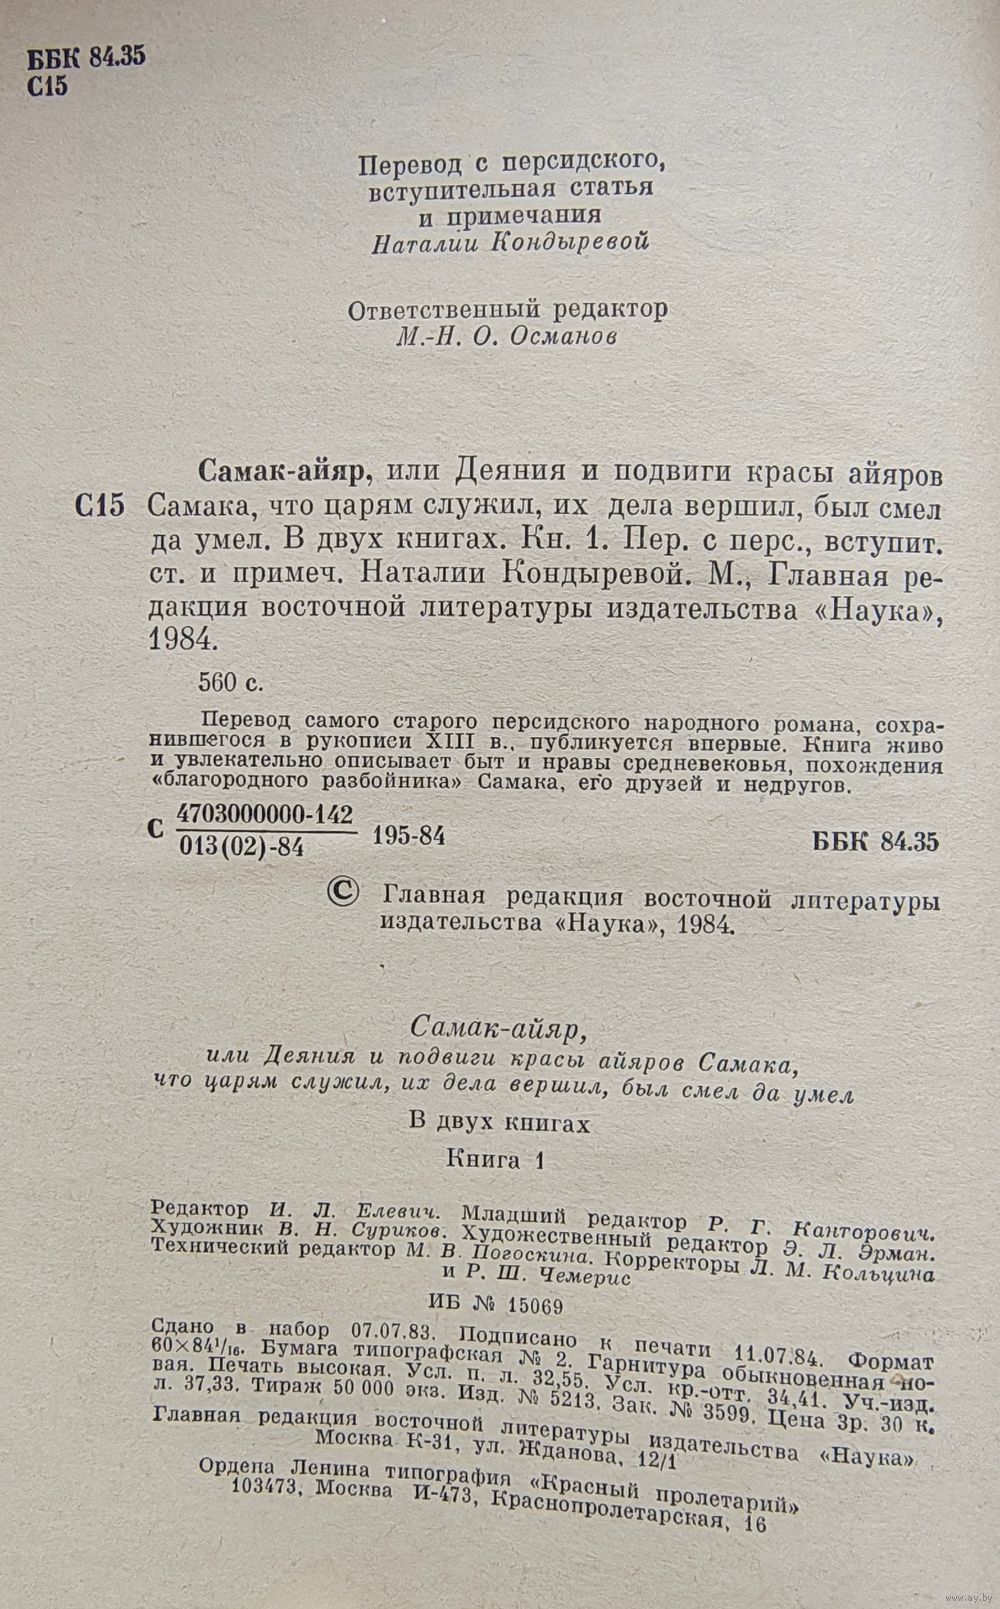 ББК 84.35
С15
Перевод с персидского,
вступительная статья
и примечания
Наталии Кондыревой
Ответственный редактор
М.-Н. О. Османов
Самак-айяр, или Деяния и подвиги красы айяров
С15 Самака, что царям служил, их дела вершил, был смел
да умел. В двух книгах. Кн. 1. Пер. с перс., вступит.
ст. и примеч. Наталии Кондыревой. М., Главная ре-
дакция восточной литературы издательства «Наука»,
1984.
560 с.
Перевод самого старого персидского народного романа, сохра-
нившегося в рукописи XIII в., публикуется впервые. Книга живо
и увлекательно описывает быт и нравы средневековья, похождения
«благородного разбойника» Самака, его друзей и недругов.
С 4703000000-142
013(02)-84 195-84 ББК 84.35
© Главная редакция восточной литературы
издательства «Наука», 1984.
Самак-айяр,
или Деяния и подвиги красы айяров Самака,
что царям служил, их дела вершил, был смел да умел
В двух книгах
Книга 1
Редактор И. Л. Елевич. Младший редактор Р. Г. Канторович.
Художник В. Н. Суриков. Художественный редактор Э. Л. Эрман.
Технический редактор М. В. Погоскина. Корректоры Л. М. Кольцина
и Р. Ш. Чемерис
ИБ № 15069
Сдано в набор 07.07.83. Подписано к печати 11.07.84. Формат
60×84¹/₁₆. Бумага типографская № 2. Гарнитура обыкновенная но-
вая. Печать высокая. Усл. п. л. 32,55. Усл. кр.-отт. 34,41. Уч.-изд.
л. 37,33. Тираж 50 000 экз. Изд. № 5213. Зак. № 3599. Цена 3р. 30 к.
Главная редакция восточной литературы издательства «Наука»
Москва К-31, ул. Жданова, 12/1
Ордена Ленина типография «Красный пролетарий»
103473, Москва И-473, Краснопролетарская, 16
www.ay.by